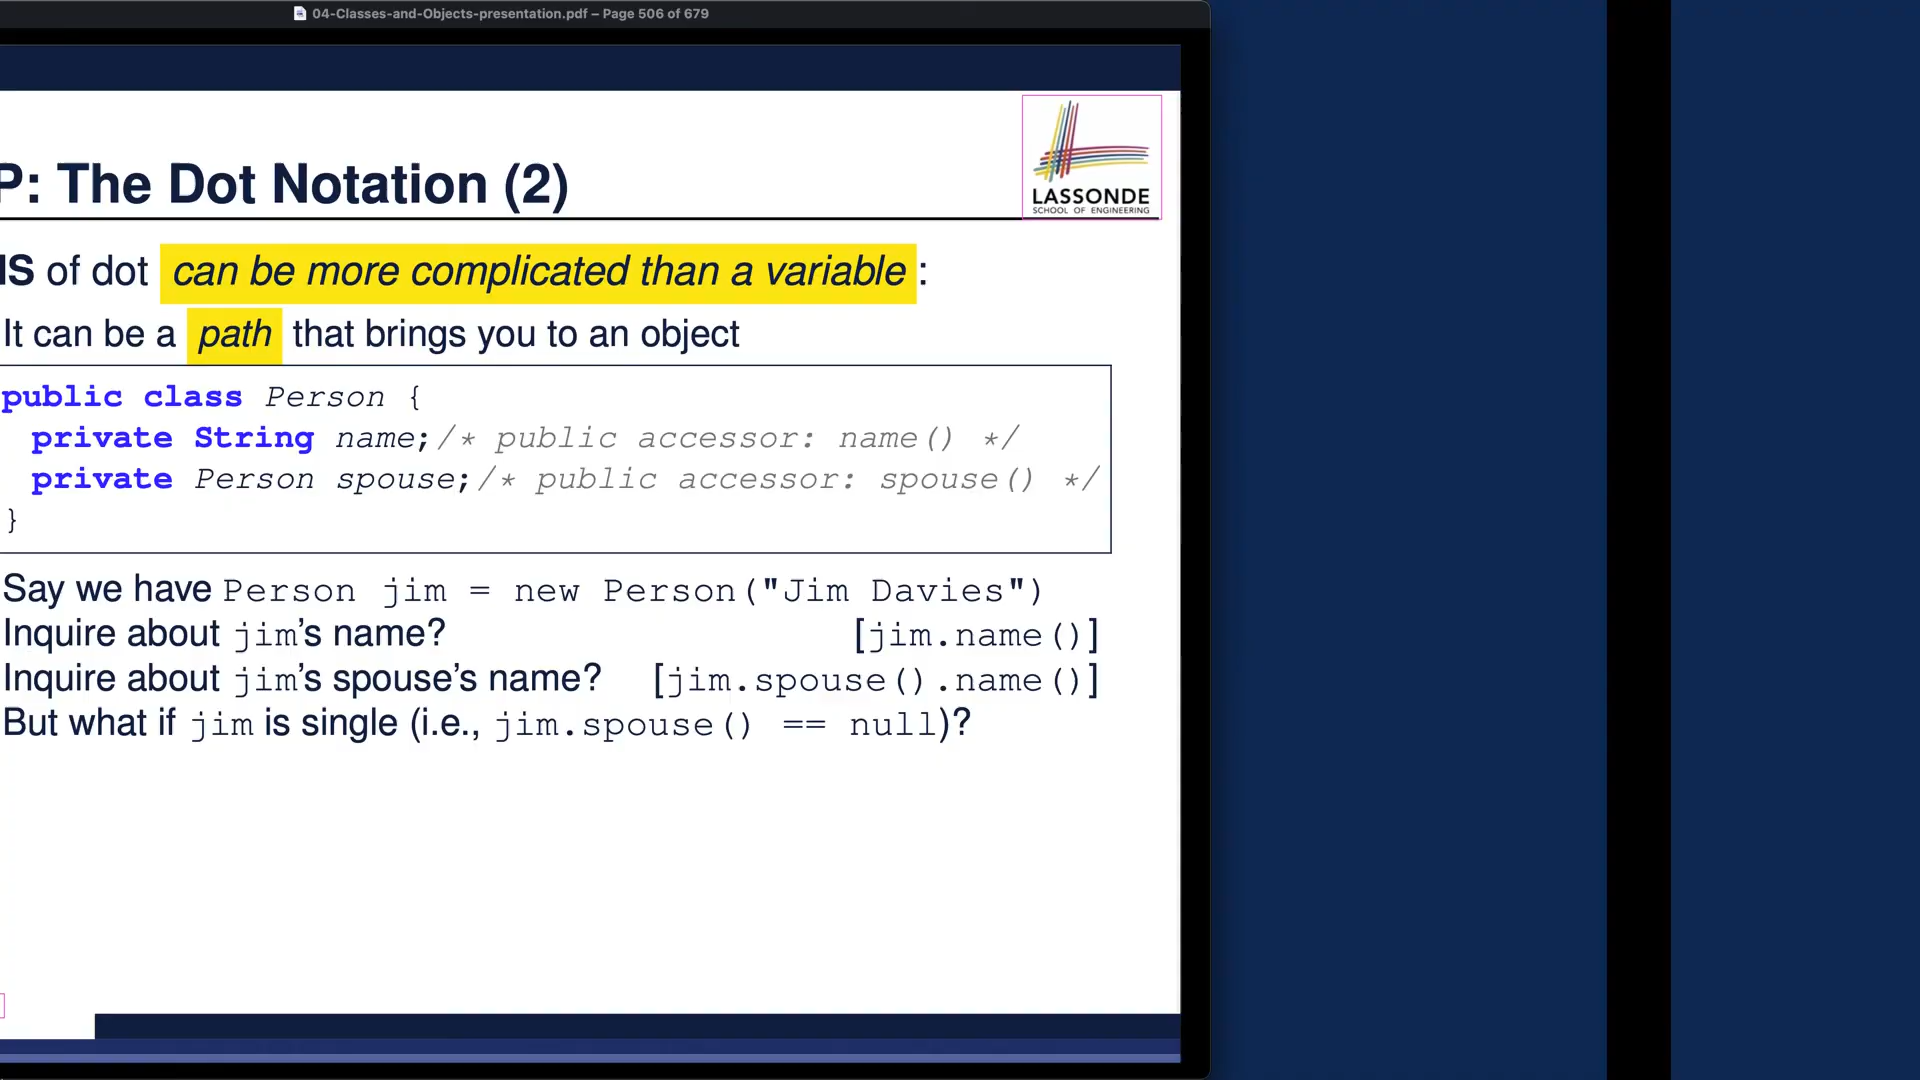 04-Classes-and-Objects-presentation.pdf – Page 506 of 679
P: The Dot Notation (2)
LASSONDE
SCHOOL OF ENGINEERING
of dot can be more complicated than a variable:
It can be a path that brings you to an object
public class Person {
private String name;/* public accessor: name() */
private Person spouse;/* public accessor: spouse() */
}
Say we have Person jim = new Person("Jim Davies")
Inquire about jim’s name? [jim.name()]
Inquire about jim’s spouse’s name? [jim.spouse().name()]
But what if jim is single (i.e., jim.spouse() == null)?